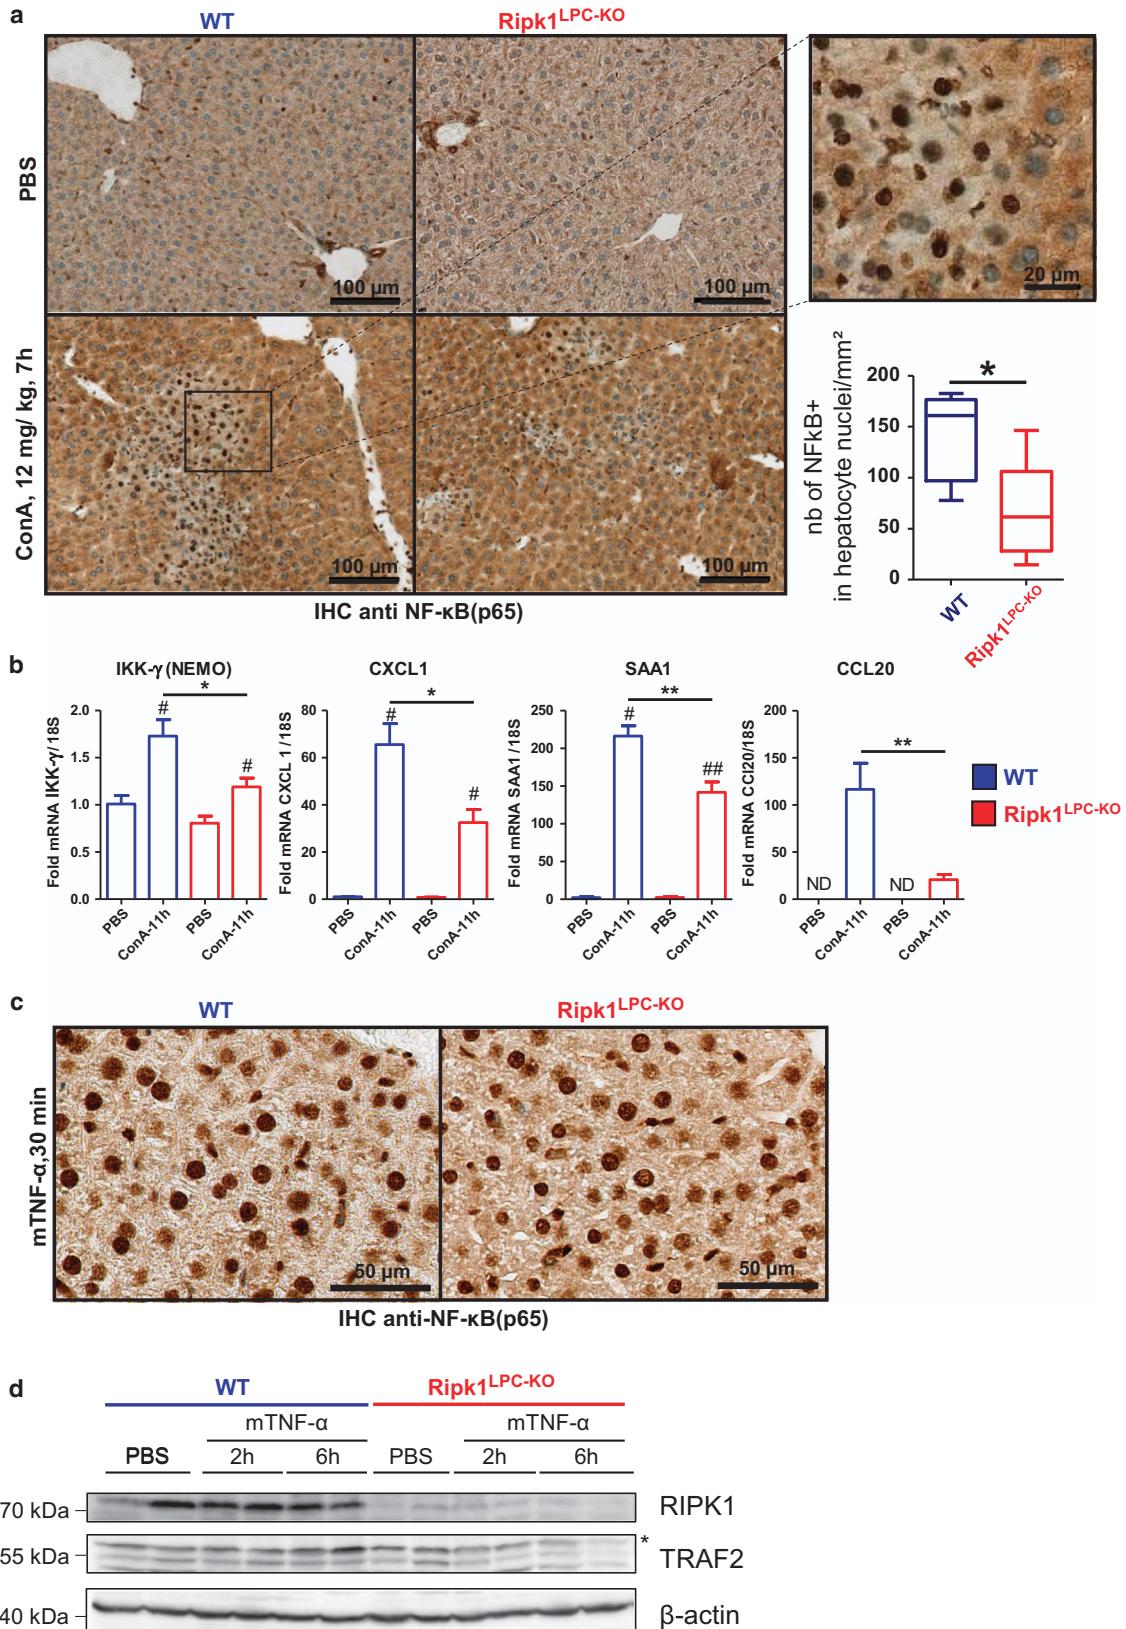 a
WT
Ripk1LPC-KO
PBS
100 µm
100 µm
20 µm
ConA, 12 mg/ kg, 7h
100 µm
100 µm
IHC anti NF-κB(p65)
nb of NFkB+
in hepatocyte nuclei/mm²
200
150
100
50
0
*
WT
Ripk1LPC-KO
b
IKK-γ (NEMO)
Fold mRNA IKK-γ/18S
2.0
1.5
1.0
0.5
0.0
#
*
#
PBS
ConA-11h
PBS
ConA-11h
CXCL1
Fold mRNA CXCL 1 /18S
80
60
40
20
0
#
*
#
PBS
ConA-11h
PBS
ConA-11h
SAA1
Fold mRNA SAA1 /18S
250
200
150
100
50
0
#
**
##
PBS
ConA-11h
PBS
ConA-11h
CCL20
Fold mRNA CCl20/18S
200
150
100
50
0
ND
**
ND
PBS
ConA-11h
PBS
ConA-11h
WT
Ripk1LPC-KO
c
WT
Ripk1LPC-KO
mTNF-α,30 min
50 µm
50 µm
IHC anti-NF-κB(p65)
d
WT
Ripk1LPC-KO
mTNF-α
mTNF-α
PBS
2h
6h
PBS
2h
6h
70 kDa
RIPK1
55 kDa
*
TRAF2
40 kDa
β-actin